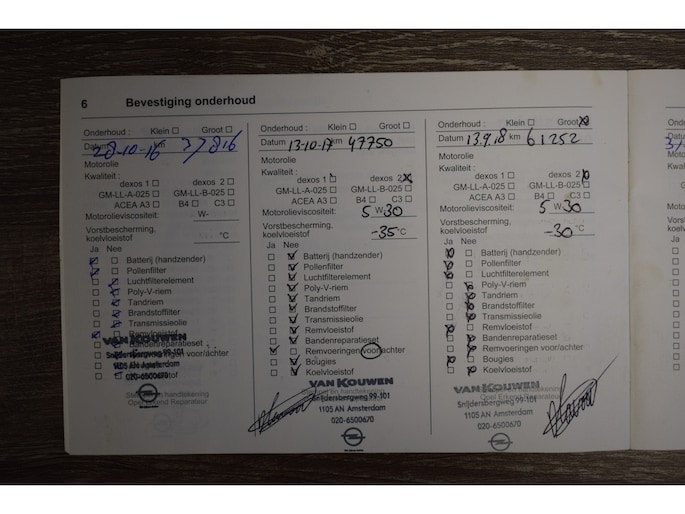 6 Bevestiging onderhoud
Onderhoud : Klein ☐ Groot ☐
Datum 28-10-16 km 27816
Motorolie
Kwaliteit :
dexos 1 ☐ dexos 2 ☐
GM-LL-A-025 ☐ GM-LL-B-025 ☐
ACEA A3 ☐ B4 ☐ C3 ☐
Motorolieviscositeit: W-
Vorstbescherming,
koelvloeistof °C
Ja Nee
Batterij (handzender)
Pollenfilter
Luchtfilterelement
Poly-V-riem
Tandriem
Brandstoffilter
Transmissieolie
Remvloeistof
Bandenreparatieset
voor/achter
VAN KOUWEN
Snijdersbergweg 99-101
1105 AN Amsterdam
020-6500670
Onderhoud : Klein ☐ Groot ☐
Datum 13-10-17 km 47750
Motorolie
Kwaliteit :
dexos 1 ☐ dexos 2 ☒
GM-LL-A-025 ☐ GM-LL-B-025 ☐
ACEA A3 ☐ B4 ☐ C3 ☐
Motorolieviscositeit: 5 W 30
Vorstbescherming,
koelvloeistof -35 °C
Ja Nee
Batterij (handzender)
Pollenfilter
Luchtfilterelement
Poly-V-riem
Tandriem
Brandstoffilter
Transmissieolie
Remvloeistof
Bandenreparatieset
Remvoeringen voor/achter
Bougies
Koelvloeistof
VAN KOUWEN
Snijdersbergweg 99-101
1105 AN Amsterdam
020-6500670
Onderhoud : Klein ☐ Groot ☒
Datum 13.9.18 km 61252
Motorolie
Kwaliteit :
dexos 1 ☐ dexos 2 ☒
GM-LL-A-025 ☐ GM-LL-B-025 ☐
ACEA A3 ☐ B4 ☐ C3 ☐
Motorolieviscositeit: 5 W 30
Vorstbescherming,
koelvloeistof -30 °C
Ja Nee
Batterij (handzender)
Pollenfilter
Luchtfilterelement
Poly-V-riem
Tandriem
Brandstoffilter
Transmissieolie
Remvloeistof
Bandenreparatieset
Remvoeringen voor/achter
Bougies
Koelvloeistof
VAN KOUWEN
Opel Erkend Reparateur
Snijdersbergweg 99-101
1105 AN Amsterdam
020-6500670